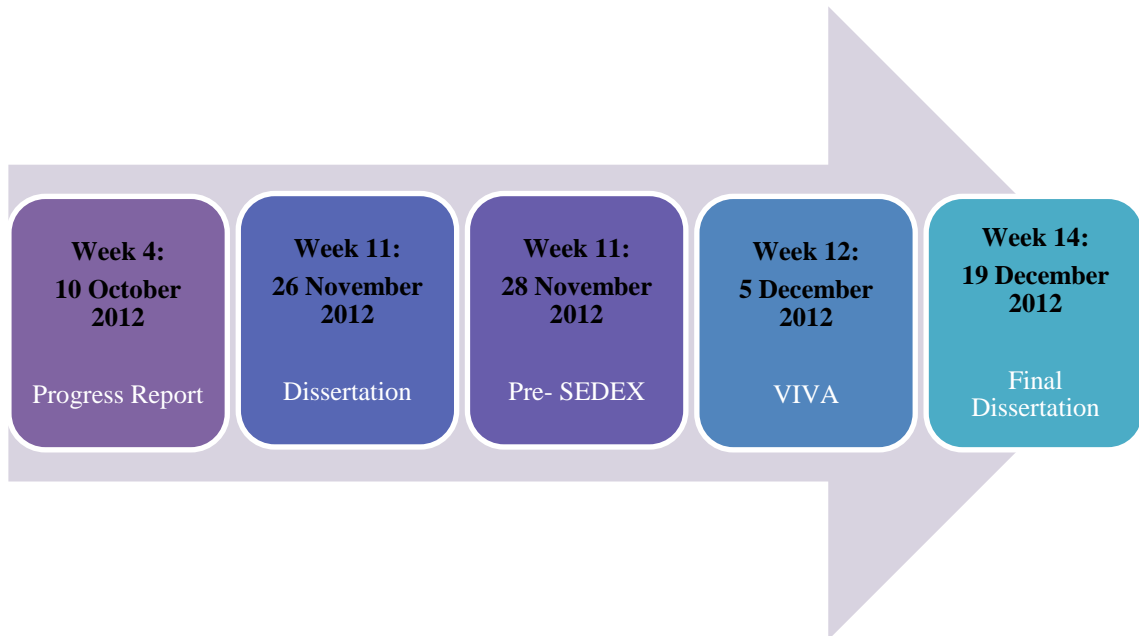 Week 4:
10 October
2012
Progress Report
Week 11:
26 November
2012
Dissertation
Week 11:
28 November
2012
Pre- SEDEX
Week 12:
5 December
2012
VIVA
Week 14:
19 December
2012
Final
Dissertation